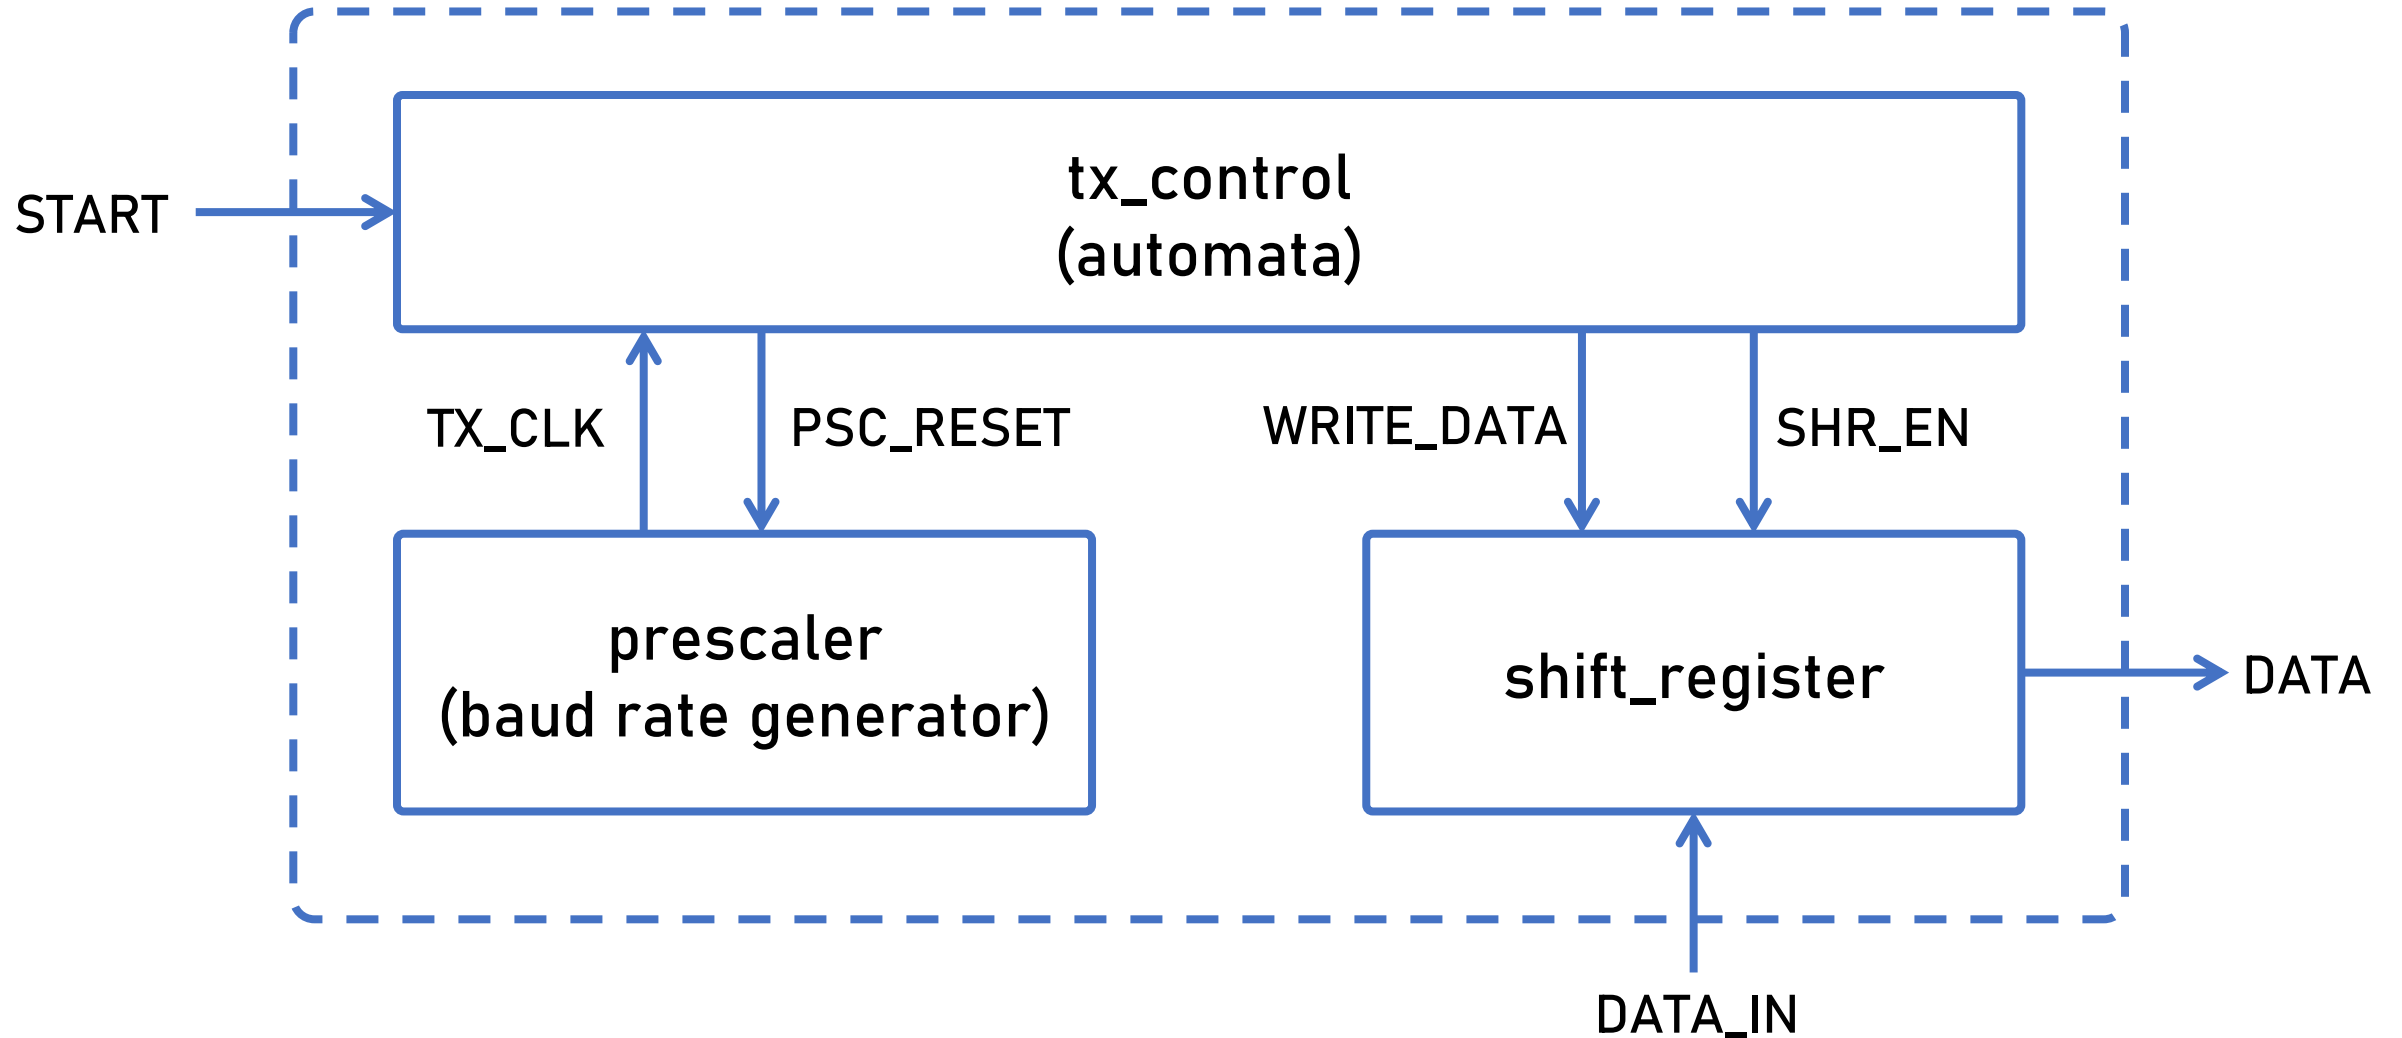 tx_control
(automata)
START
TX_CLK
PSC_RESET
WRITE_DATA
SHR_EN
prescaler
(baud rate generator)
shift_register
DATA
DATA_IN